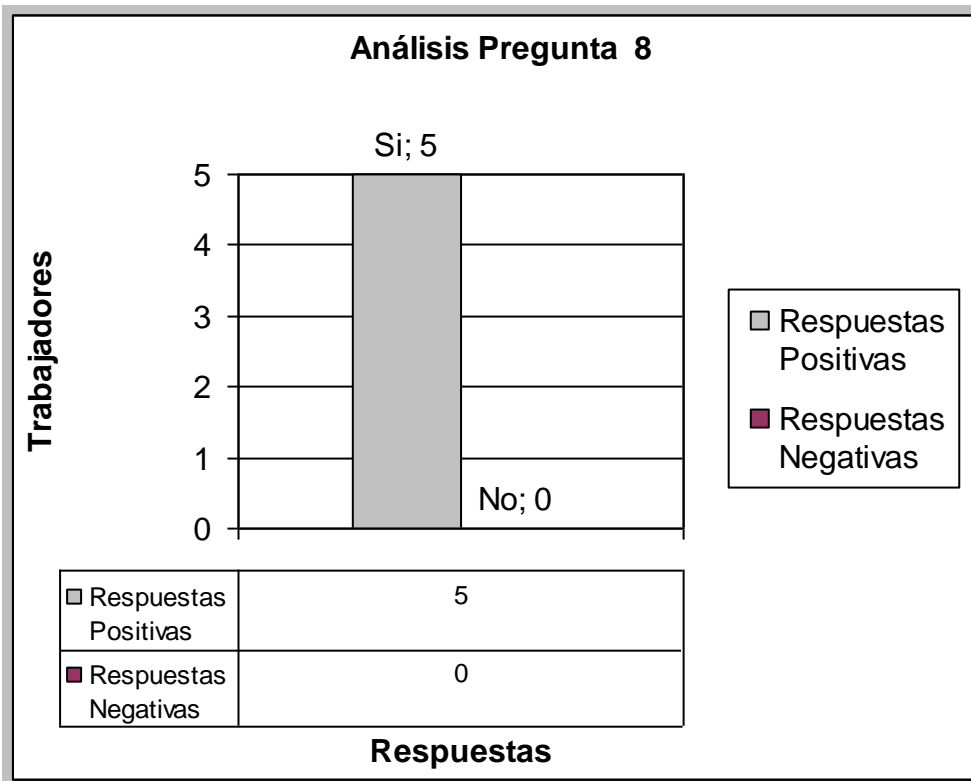 Análisis Pregunta 8
Si; 5
5
4
3
2
1
0
No; 0
Trabajadores
Respuestas
Positivas
Respuestas
Negativas
Respuestas 5
Positivas
Respuestas 0
Negativas
Respuestas